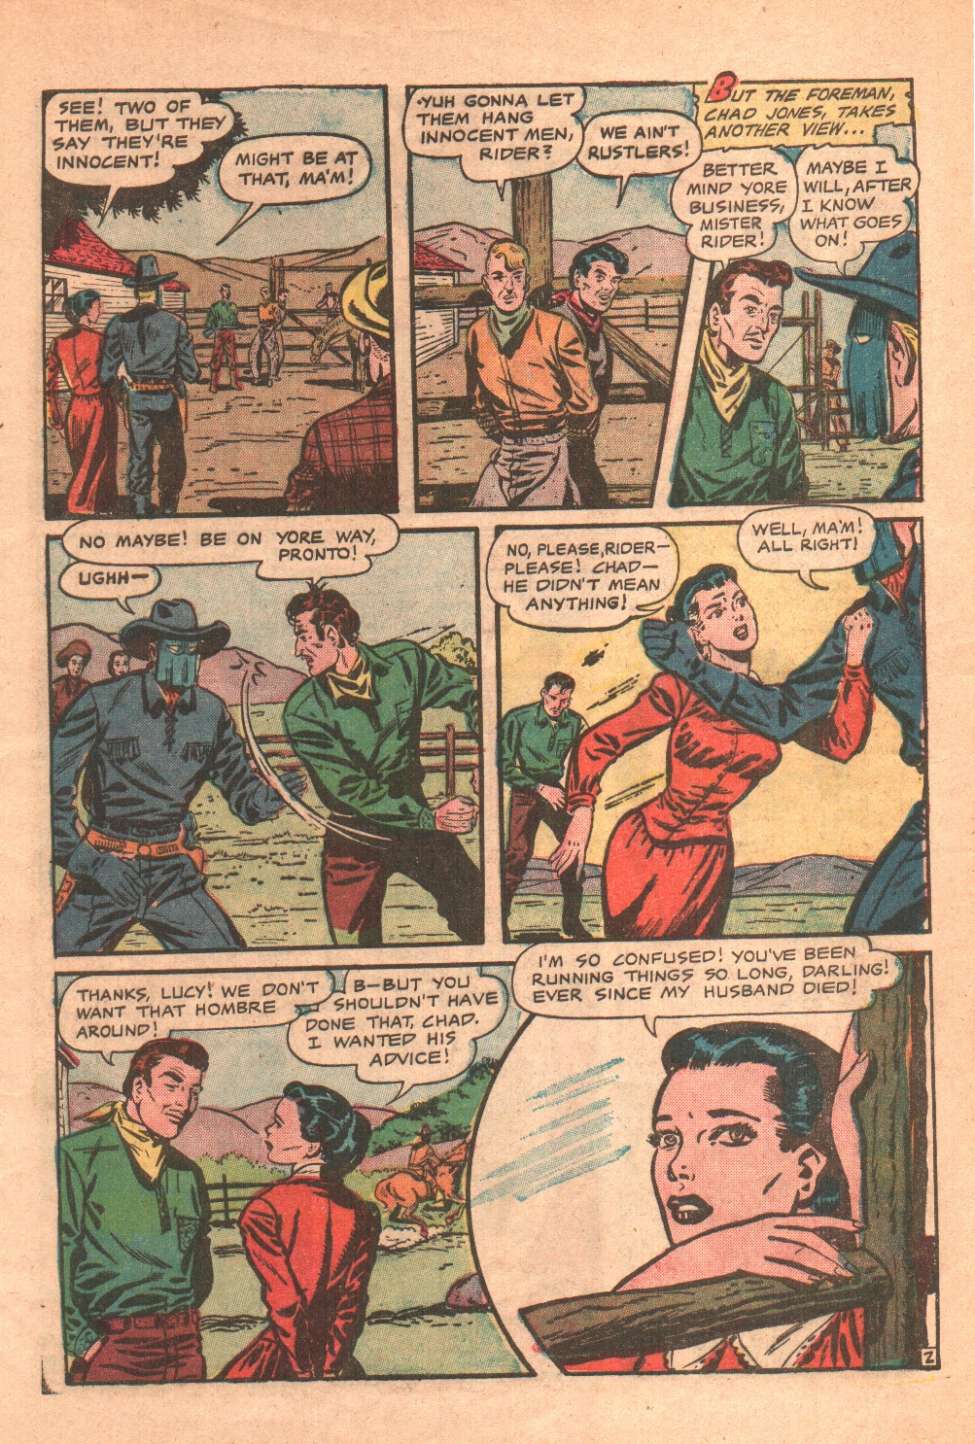 SEE! TWO OF
THEM, BUT THEY
SAY THEY'RE
INNOCENT!
MIGHT BE AT
THAT, MA'M!
YUH GONNA LET
THEM HANG
INNOCENT MEN,
RIDER?
WE AIN'T
RUSTLERS!
BUT THE FOREMAN,
CHAD JONES, TAKES
ANOTHER VIEW...
BETTER
MIND YORE
BUSINESS,
MISTER
RIDER!
MAYBE I
WILL, AFTER
I KNOW
WHAT GOES
ON!
NO MAYBE! BE ON YORE WAY,
PRONTO!
UGHH-
NO, PLEASE, RIDER-
PLEASE! CHAD-
HE DIDN'T MEAN
ANYTHING!
WELL, MA'M!
ALL RIGHT!
THANKS, LUCY! WE DON'T
WANT THAT HOMBRE
AROUND!
B-BUT YOU
SHOULDN'T HAVE
DONE THAT, CHAD.
I WANTED HIS
ADVICE!
I'M SO CONFUSED! YOU'VE BEEN
RUNNING THINGS SO LONG, DARLING!
EVER SINCE MY HUSBAND DIED!
2